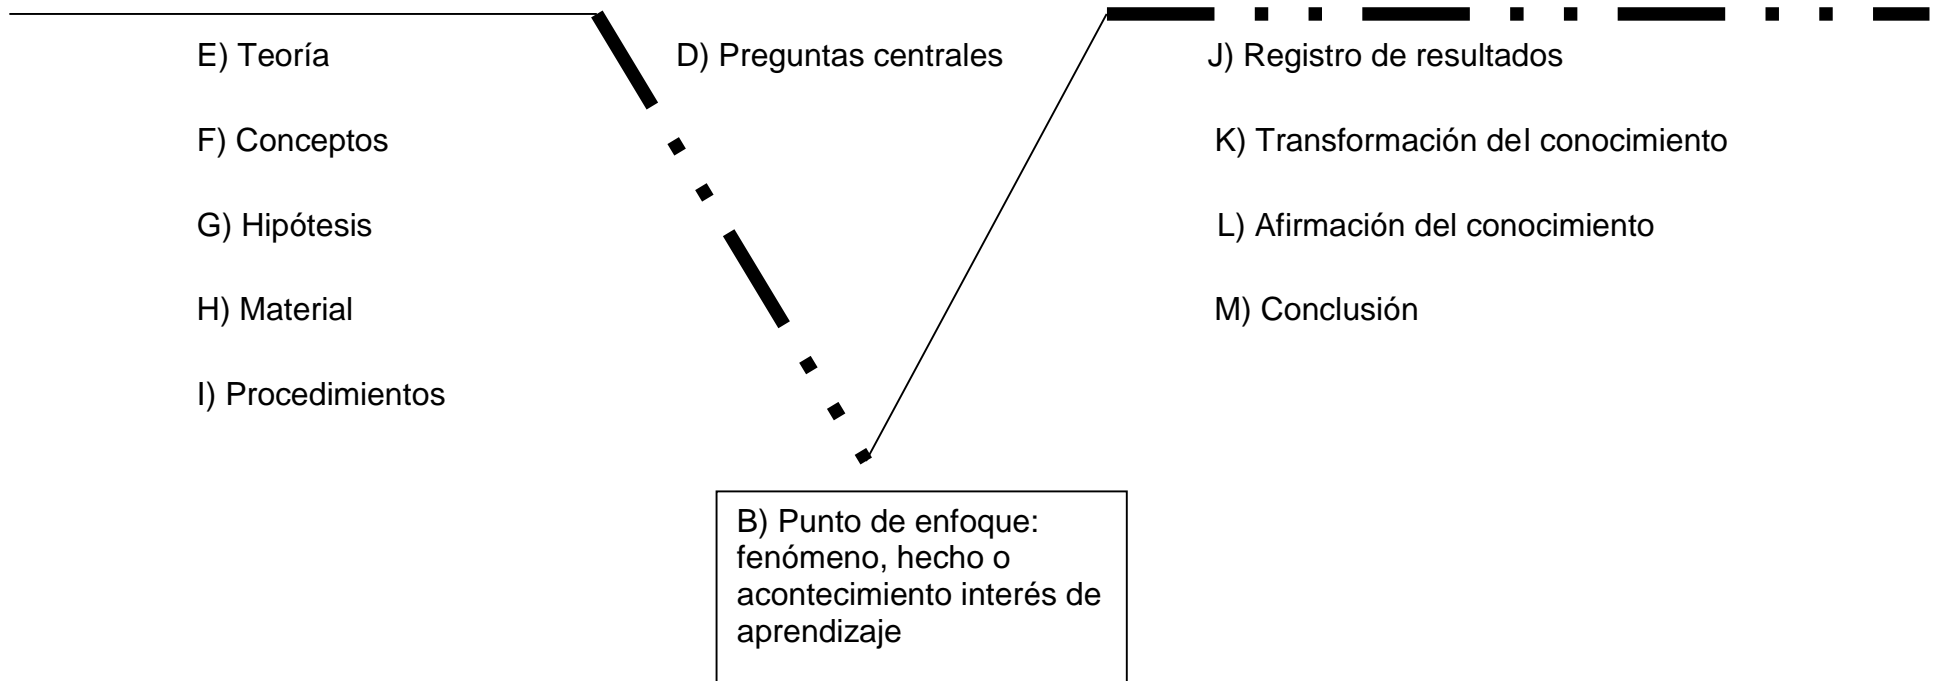 E) Teoría
D) Preguntas centrales
J) Registro de resultados
F) Conceptos
K) Transformación del conocimiento
G) Hipótesis
L) Afirmación del conocimiento
H) Material
M) Conclusión
I) Procedimientos
B) Punto de enfoque:
fenómeno, hecho o
acontecimiento interés de
aprendizaje